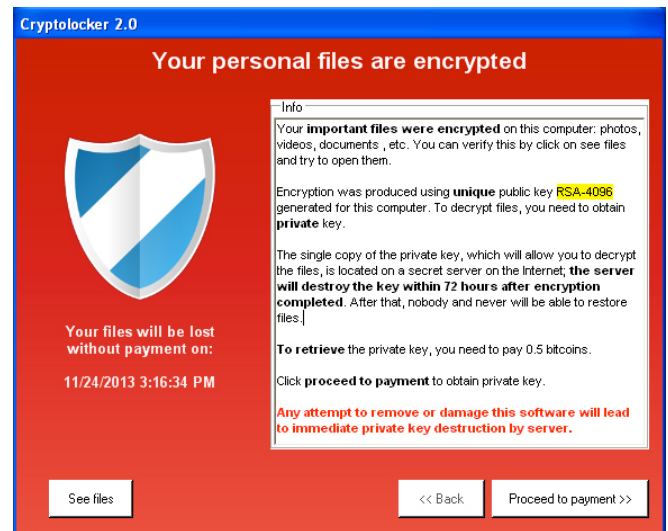 Cryptolocker 2.0
Your personal files are encrypted
Info
Your important files were encrypted on this computer: photos,
videos, documents , etc. You can verify this by click on see files
and try to open them.
Encryption was produced using unique public key RSA-4096
generated for this computer. To decrypt files, you need to obtain
private key.
The single copy of the private key, which will allow you to decrypt
the files, is located on a secret server on the Internet; the server
will destroy the key within 72 hours after encryption
completed. After that, nobody and never will be able to restore
files.
To retrieve the private key, you need to pay 0.5 bitcoins.
Click proceed to payment to obtain private key.
Any attempt to remove or damage this software will lead
to immediate private key destruction by server.
Your files will be lost
without payment on:
11/24/2013 3:16:34 PM
See files
<< Back
Proceed to payment >>